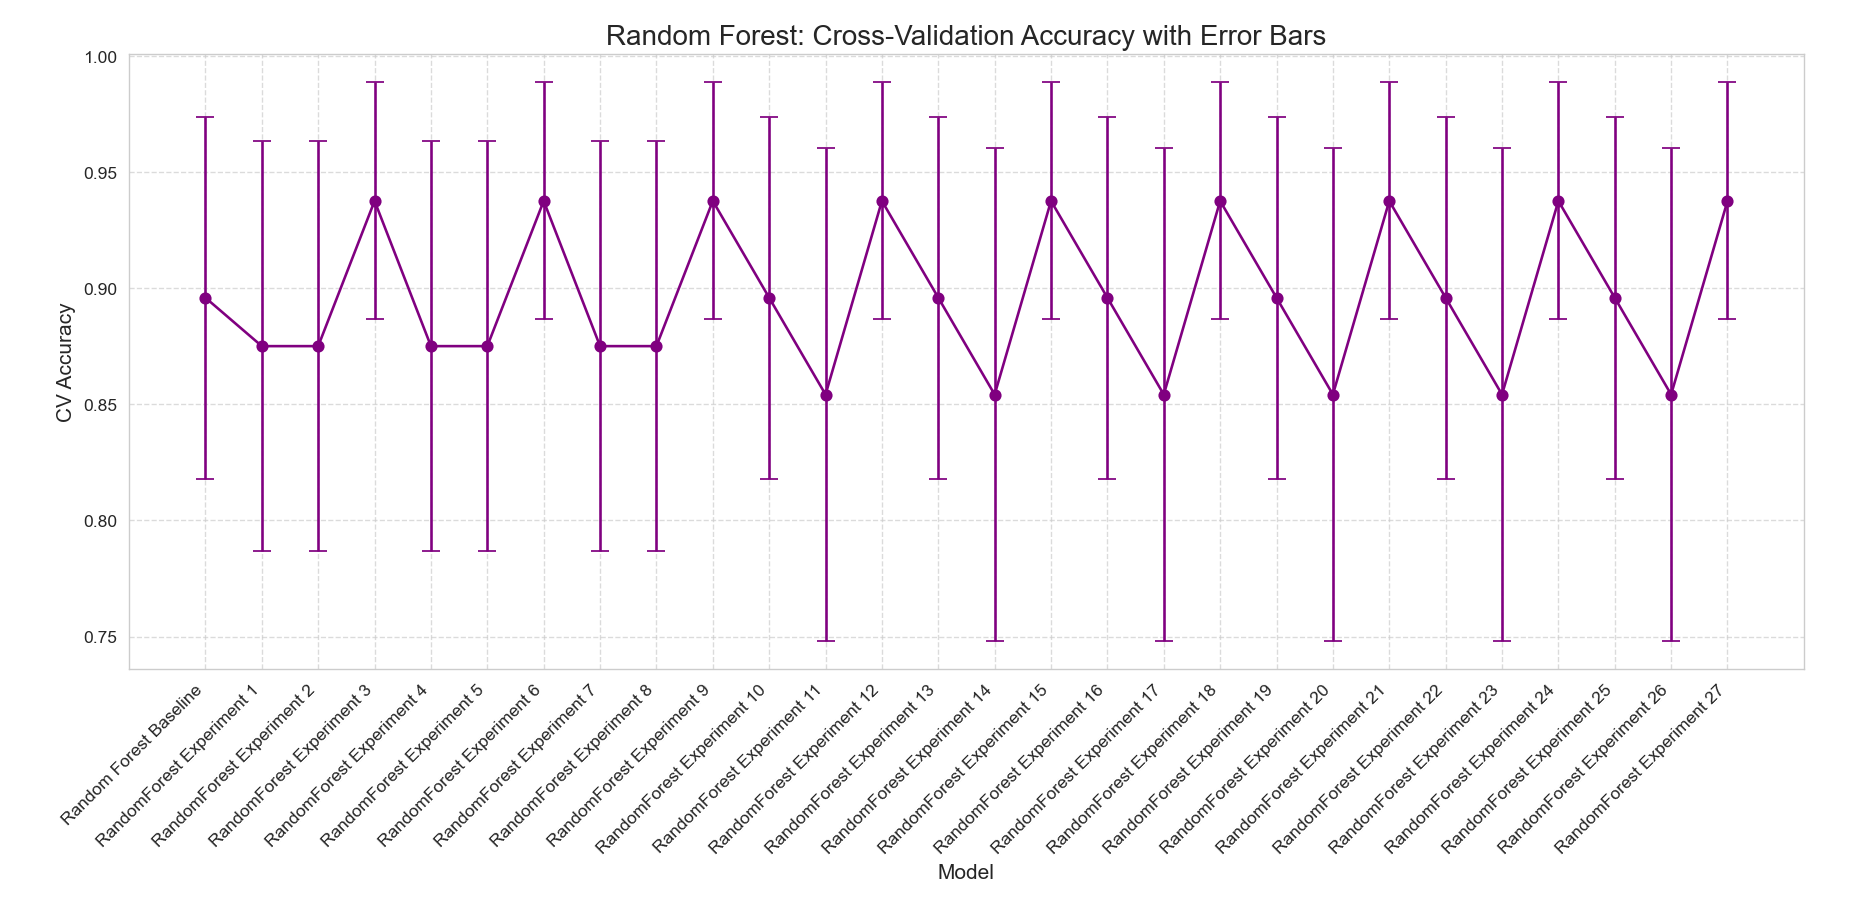 Random Forest: Cross-Validation Accuracy with Error Bars
CV Accuracy
1.00
0.95
0.90
0.85
0.80
0.75
Random Forest Baseline
RandomForest Experiment 1
RandomForest Experiment 2
RandomForest Experiment 3
RandomForest Experiment 4
RandomForest Experiment 5
RandomForest Experiment 6
RandomForest Experiment 7
RandomForest Experiment 8
RandomForest Experiment 9
RandomForest Experiment 10
RandomForest Experiment 11
RandomForest Experiment 12
RandomForest Experiment 13
RandomForest Experiment 14
RandomForest Experiment 15
RandomForest Experiment 16
RandomForest Experiment 17
RandomForest Experiment 18
RandomForest Experiment 19
RandomForest Experiment 20
RandomForest Experiment 21
RandomForest Experiment 22
RandomForest Experiment 23
RandomForest Experiment 24
RandomForest Experiment 25
RandomForest Experiment 26
RandomForest Experiment 27
Model